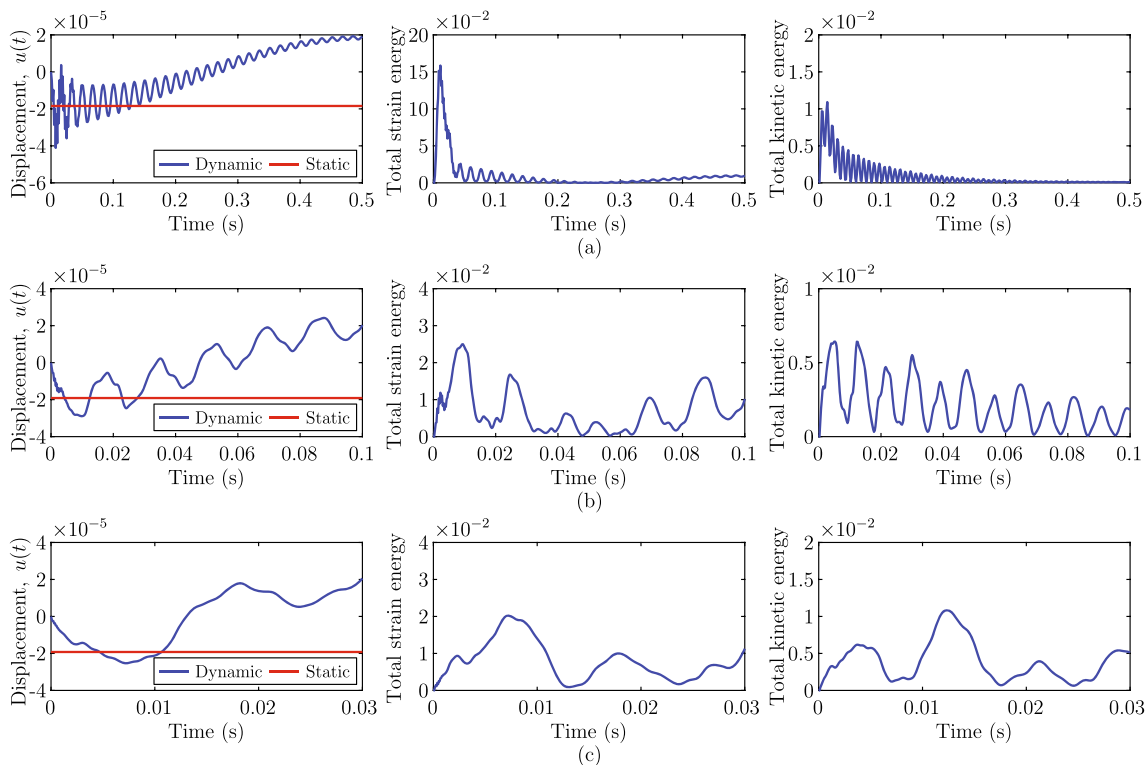 ×10⁻⁵
Displacement, u(t)
2
0
-2
-4
-6
0 0.1 0.2 0.3 0.4 0.5
Time (s)
Dynamic Static
×10⁻²
Total strain energy
20
15
10
5
0
0 0.1 0.2 0.3 0.4 0.5
Time (s)
×10⁻²
Total kinetic energy
2
1.5
1
0.5
0
0 0.1 0.2 0.3 0.4 0.5
Time (s)
(a)
×10⁻⁵
Displacement, u(t)
4
2
0
-2
-4
0 0.02 0.04 0.06 0.08 0.1
Time (s)
Dynamic Static
×10⁻²
Total strain energy
4
3
2
1
0
0 0.02 0.04 0.06 0.08 0.1
Time (s)
×10⁻²
Total kinetic energy
1
0.5
0
0 0.02 0.04 0.06 0.08 0.1
Time (s)
(b)
×10⁻⁵
Displacement, u(t)
4
2
0
-2
-4
0 0.01 0.02 0.03
Time (s)
Dynamic Static
×10⁻²
Total strain energy
4
3
2
1
0
0 0.01 0.02 0.03
Time (s)
×10⁻²
Total kinetic energy
2
1.5
1
0.5
0
0 0.01 0.02 0.03
Time (s)
(c)